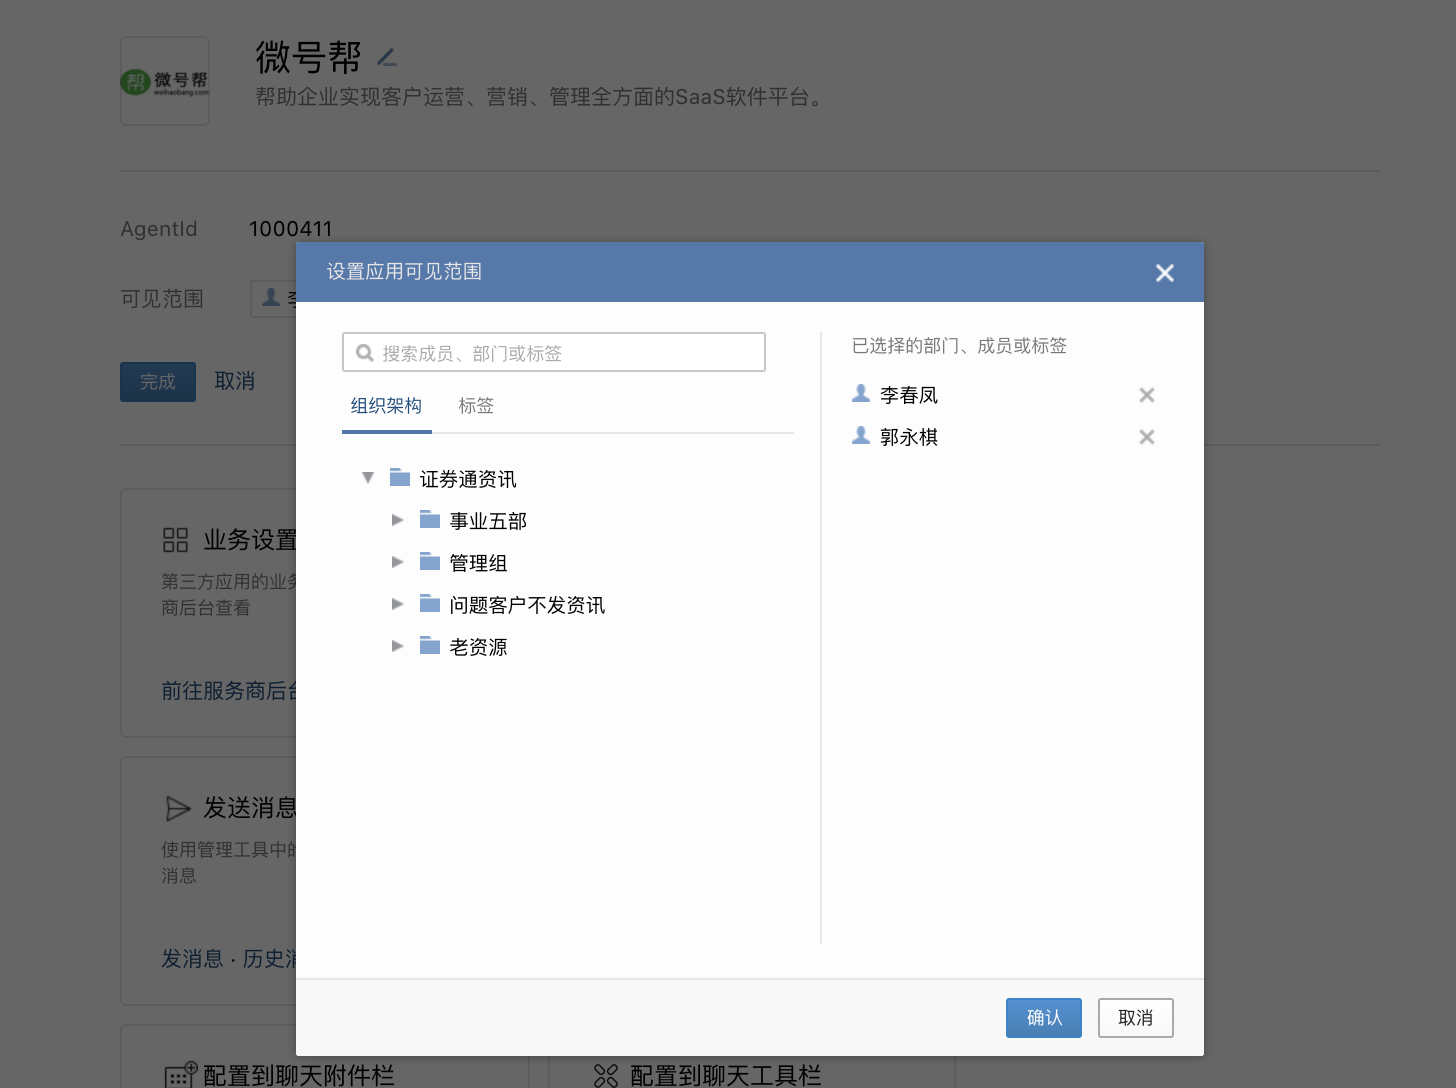 微号帮
帮 微号帮
weihaobang.com
帮助企业实现客户运营、营销、管理全方面的SaaS软件平台。
AgentId 1000411
设置应用可见范围
可见范围
搜索成员、部门或标签
已选择的部门、成员或标签
完成 取消
组织架构 标签
李春凤
郭永棋
证券通资讯
事业五部
管理组
问题客户不发资讯
老资源
业务设置
第三方应用的业务
商后台查看
前往服务商后台
发送消息
使用管理工具中的
消息
发消息 · 历史消
确认 取消
配置到聊天附件栏 配置到聊天工具栏